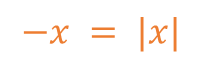 −x = |x|